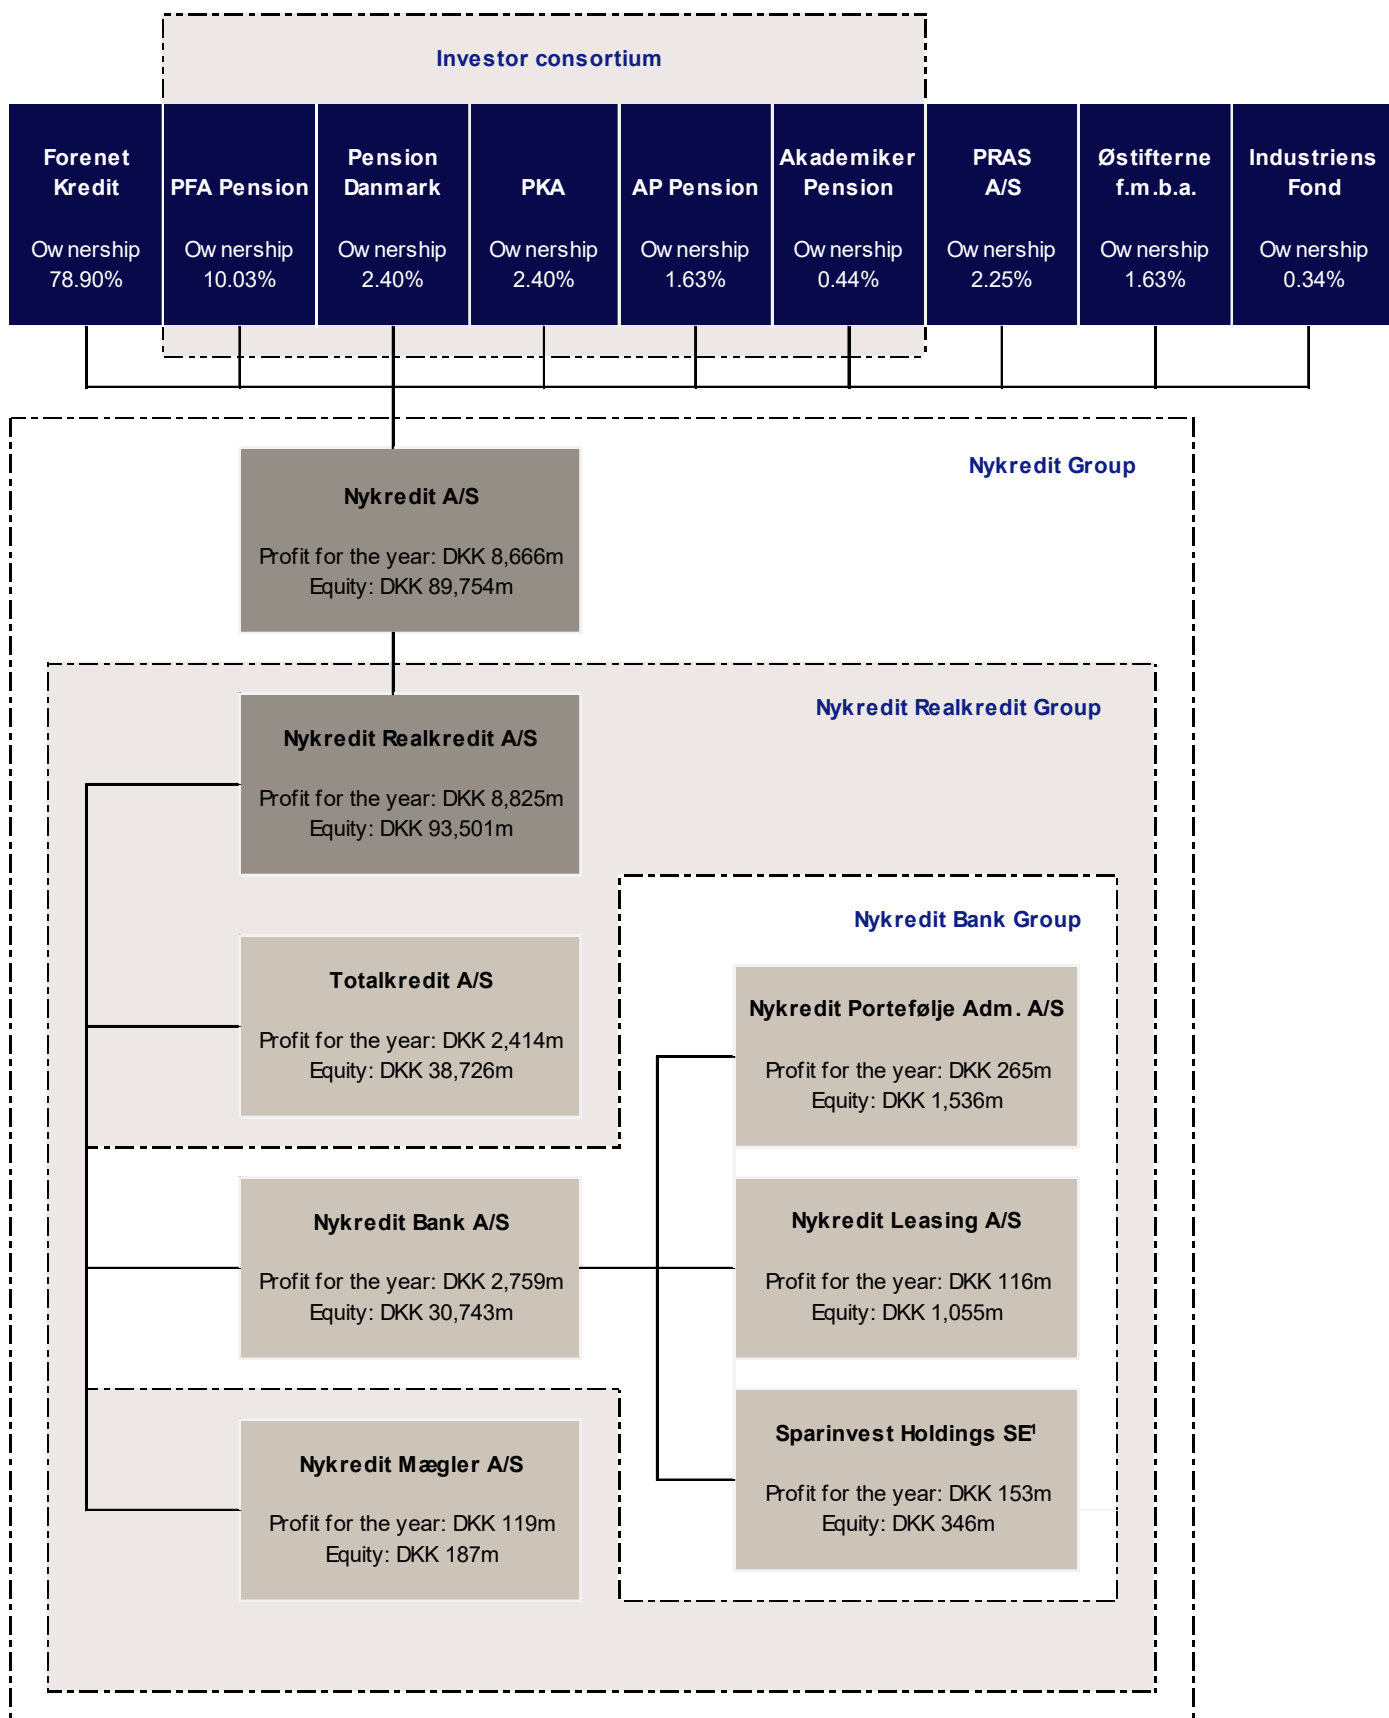 Investor consortium
Forenet
Kredit
Ownership
78.90%
PFA Pension
Ownership
10.03%
Pension
Danmark
Ownership
2.40%
PKA
Ownership
2.40%
AP Pension
Ownership
1.63%
Akademiker
Pension
Ownership
0.44%
PRAS
A/S
Ownership
2.25%
Østifterne
f.m.b.a.
Ownership
1.63%
Industriens
Fond
Ownership
0.34%
Nykredit Group
Nykredit A/S
Profit for the year: DKK 8,666m
Equity: DKK 89,754m
Nykredit Realkredit Group
Nykredit Realkredit A/S
Profit for the year: DKK 8,825m
Equity: DKK 93,501m
Totalkredit A/S
Profit for the year: DKK 2,414m
Equity: DKK 38,726m
Nykredit Bank A/S
Profit for the year: DKK 2,759m
Equity: DKK 30,743m
Nykredit Mægler A/S
Profit for the year: DKK 119m
Equity: DKK 187m
Nykredit Bank Group
Nykredit Portefølje Adm. A/S
Profit for the year: DKK 265m
Equity: DKK 1,536m
Nykredit Leasing A/S
Profit for the year: DKK 116m
Equity: DKK 1,055m
Sparinvest Holdings SE¹
Profit for the year: DKK 153m
Equity: DKK 346m